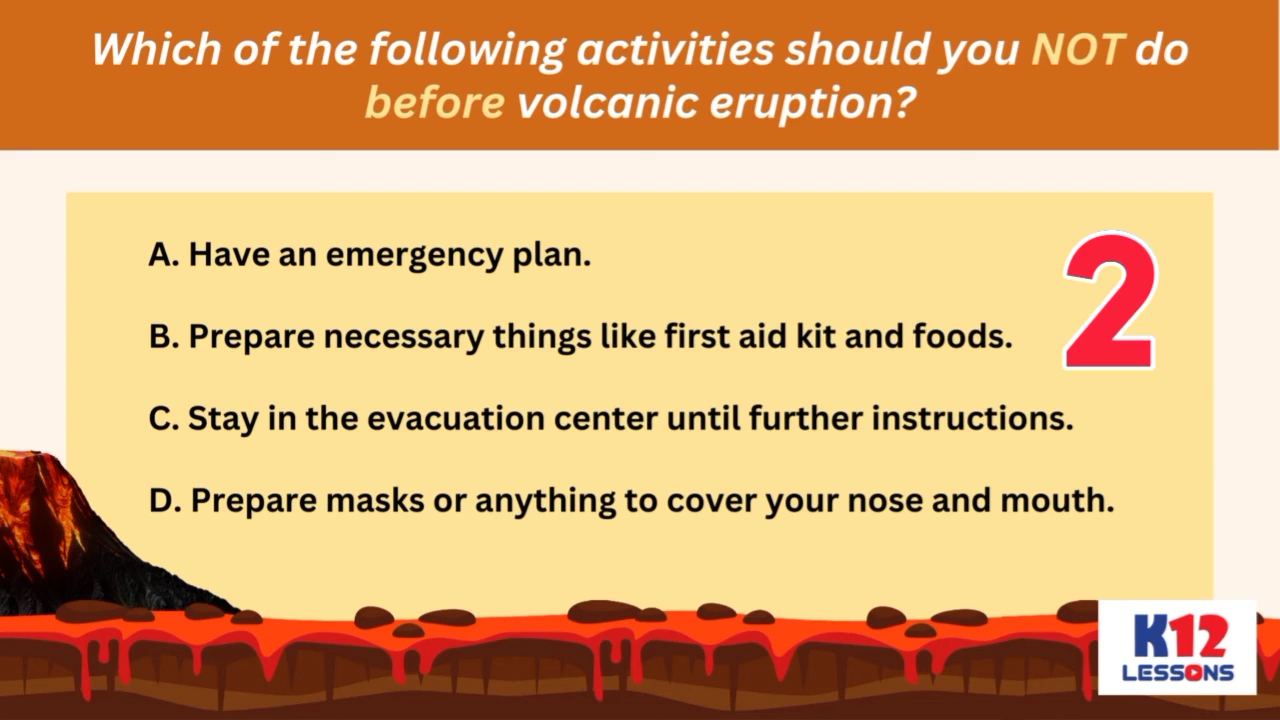 Which of the following activities should you NOT do
before volcanic eruption?
A. Have an emergency plan.
B. Prepare necessary things like first aid kit and foods.
C. Stay in the evacuation center until further instructions.
D. Prepare masks or anything to cover your nose and mouth.
2
K12
LESSONS